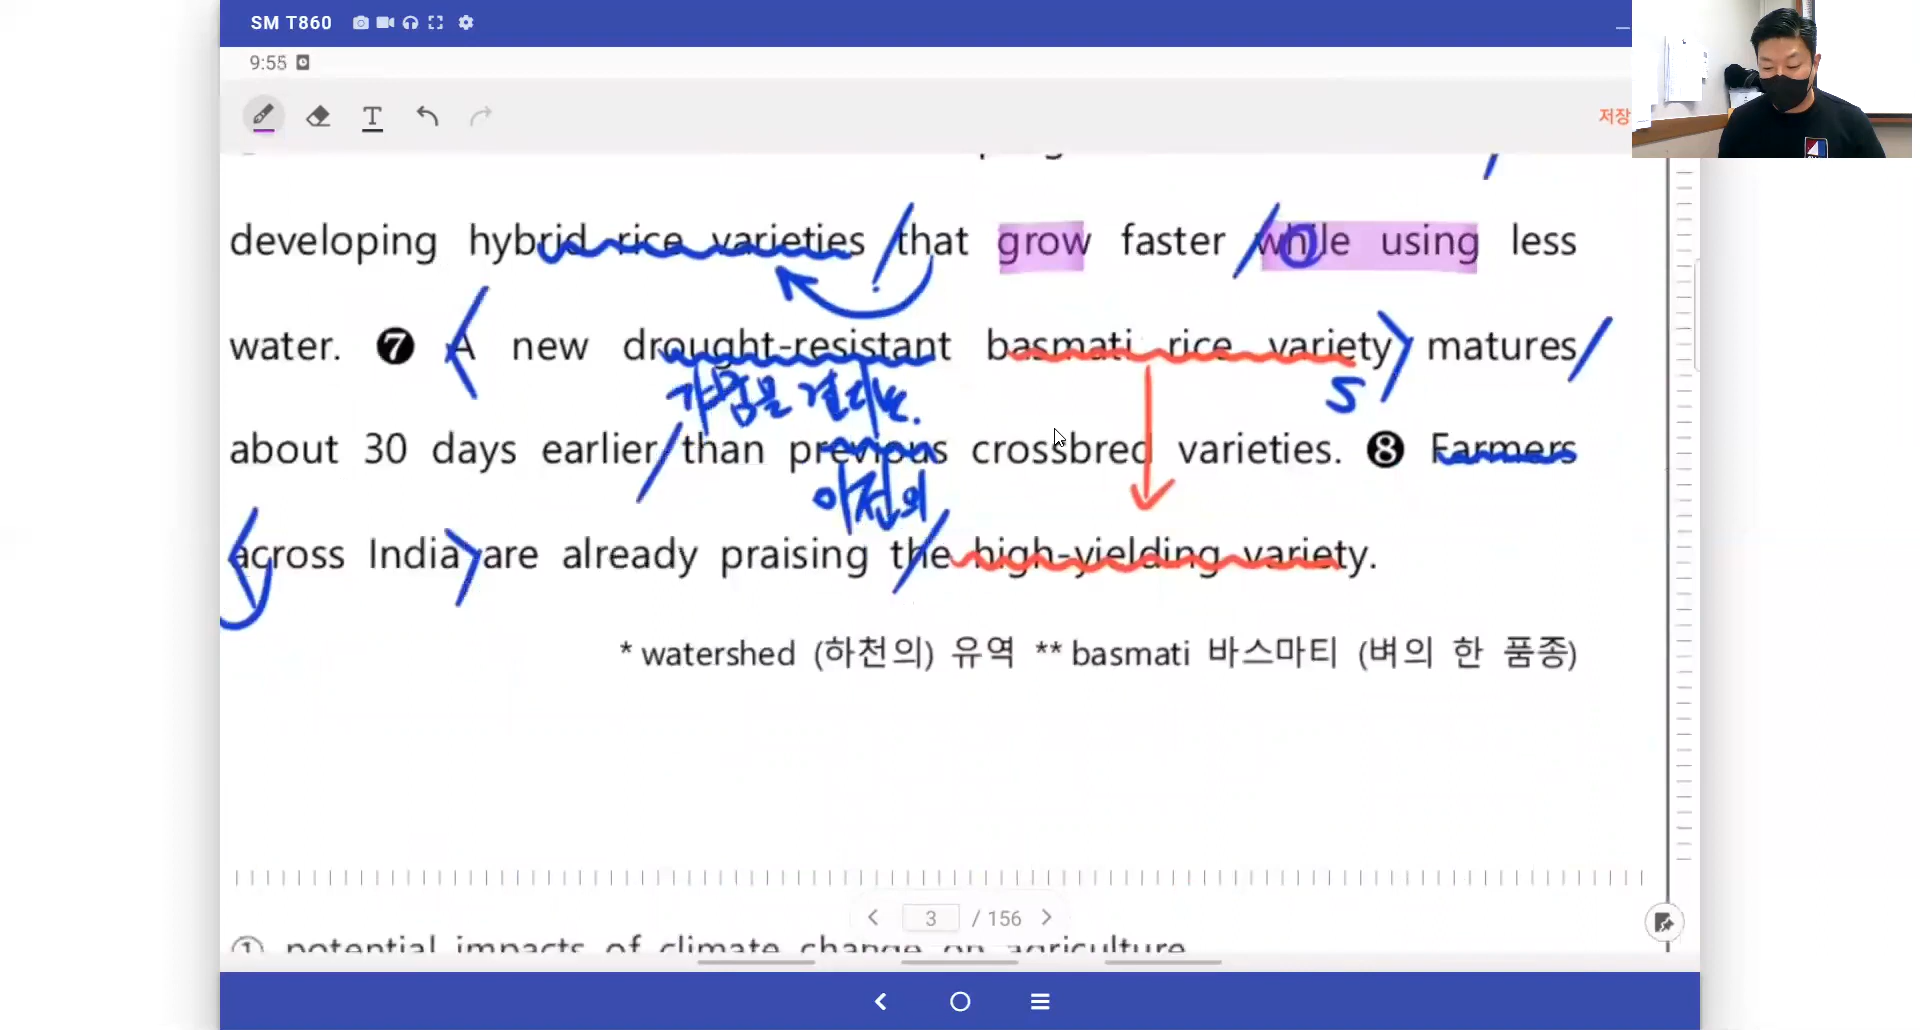 SM T860
9:55
저장
developing hybrid rice varieties that grow faster while using less
water. ❼ A new drought-resistant basmati rice variety matures
가뭄을 견디는.
S
about 30 days earlier than previous crossbred varieties. ❽ Farmers
이전의
across India are already praising the high-yielding variety.
* watershed (하천의) 유역 ** basmati 바스마티 (벼의 한 품종)
3 / 156
① potential impacts of climate change on agriculture